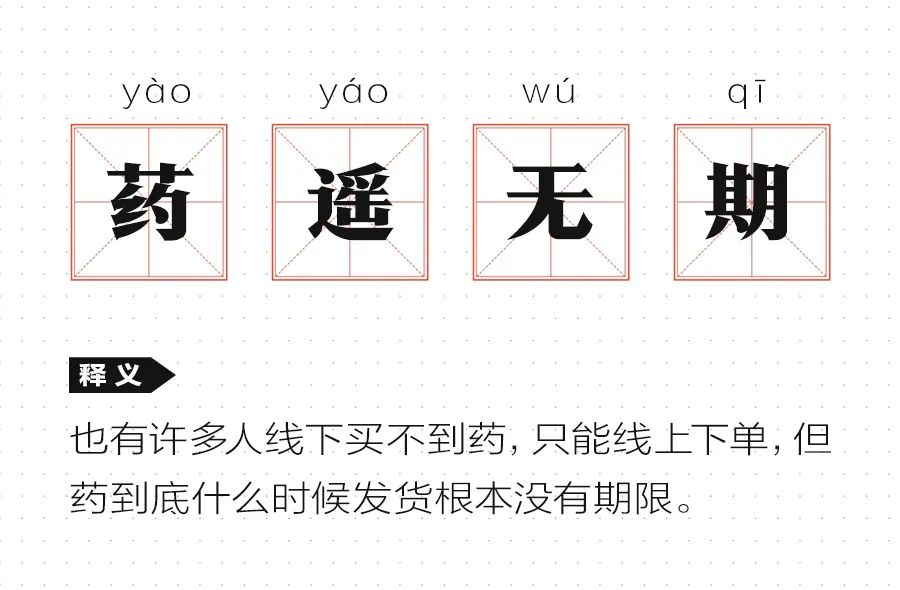 yào yáo wú qī
药遥无期
释义
也有许多人线下买不到药,只能线上下单,但
药到底什么时候发货根本没有期限。